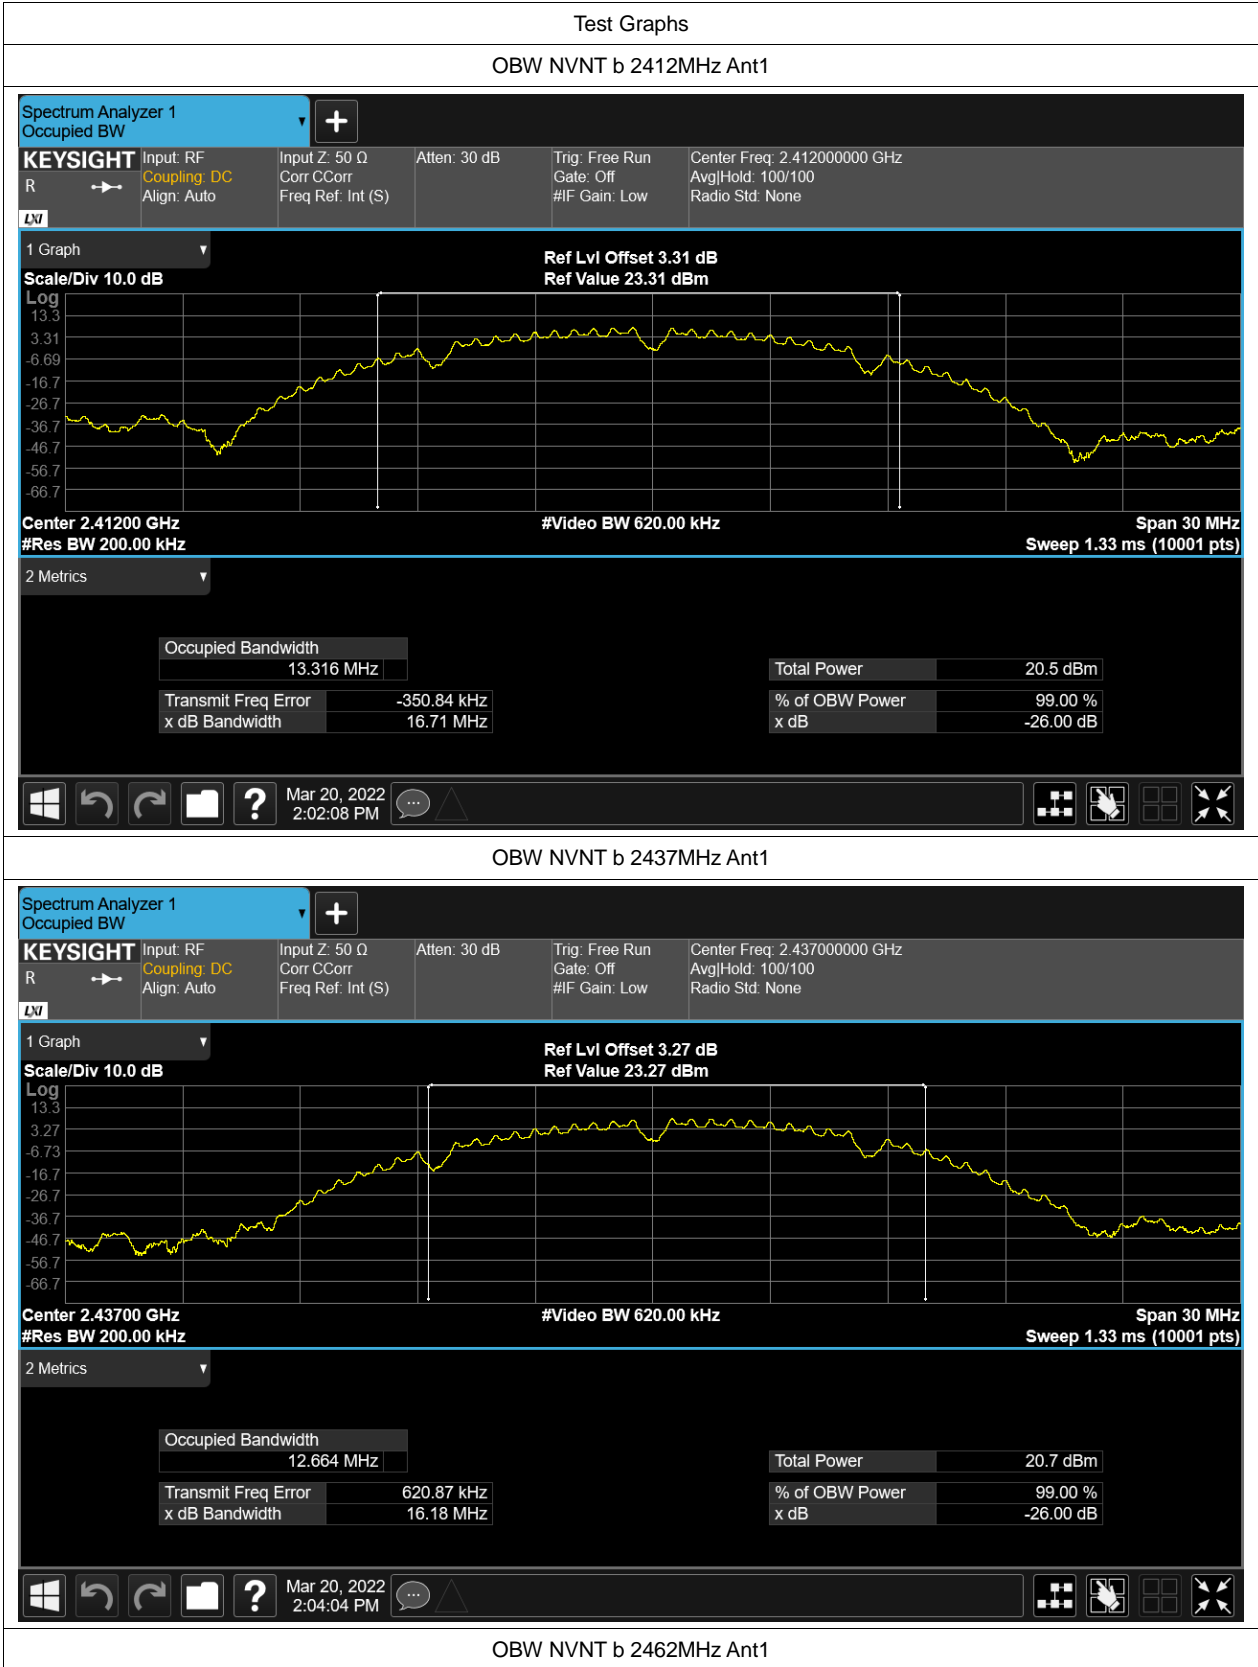 Test Graphs
OBW NVNT b 2412MHz Ant1
Spectrum Analyzer 1
Occupied BW
KEYSIGHT
R
LXI
Input: RF
Coupling: DC
Align: Auto
Input Z: 50 Ω
Corr CCorr
Freq Ref: Int (S)
Atten: 30 dB
Trig: Free Run
Gate: Off
#IF Gain: Low
Center Freq: 2.412000000 GHz
Avg|Hold: 100/100
Radio Std: None
1 Graph
Ref Lvl Offset 3.31 dB
Scale/Div 10.0 dB
Ref Value 23.31 dBm
Log
13.3
3.31
-6.69
-16.7
-26.7
-36.7
-46.7
-56.7
-66.7
Center 2.41200 GHz
#Video BW 620.00 kHz
Span 30 MHz
#Res BW 200.00 kHz
Sweep 1.33 ms (10001 pts)
2 Metrics
Occupied Bandwidth
13.316 MHz
Total Power 20.5 dBm
Transmit Freq Error -350.84 kHz
% of OBW Power 99.00 %
x dB Bandwidth 16.71 MHz
x dB -26.00 dB
?
Mar 20, 2022
2:02:08 PM
OBW NVNT b 2437MHz Ant1
Spectrum Analyzer 1
Occupied BW
KEYSIGHT
R
LXI
Input: RF
Coupling: DC
Align: Auto
Input Z: 50 Ω
Corr CCorr
Freq Ref: Int (S)
Atten: 30 dB
Trig: Free Run
Gate: Off
#IF Gain: Low
Center Freq: 2.437000000 GHz
Avg|Hold: 100/100
Radio Std: None
1 Graph
Ref Lvl Offset 3.27 dB
Scale/Div 10.0 dB
Ref Value 23.27 dBm
Log
13.3
3.27
-6.73
-16.7
-26.7
-36.7
-46.7
-56.7
-66.7
Center 2.43700 GHz
#Video BW 620.00 kHz
Span 30 MHz
#Res BW 200.00 kHz
Sweep 1.33 ms (10001 pts)
2 Metrics
Occupied Bandwidth
12.664 MHz
Total Power 20.7 dBm
Transmit Freq Error 620.87 kHz
% of OBW Power 99.00 %
x dB Bandwidth 16.18 MHz
x dB -26.00 dB
?
Mar 20, 2022
2:04:04 PM
OBW NVNT b 2462MHz Ant1